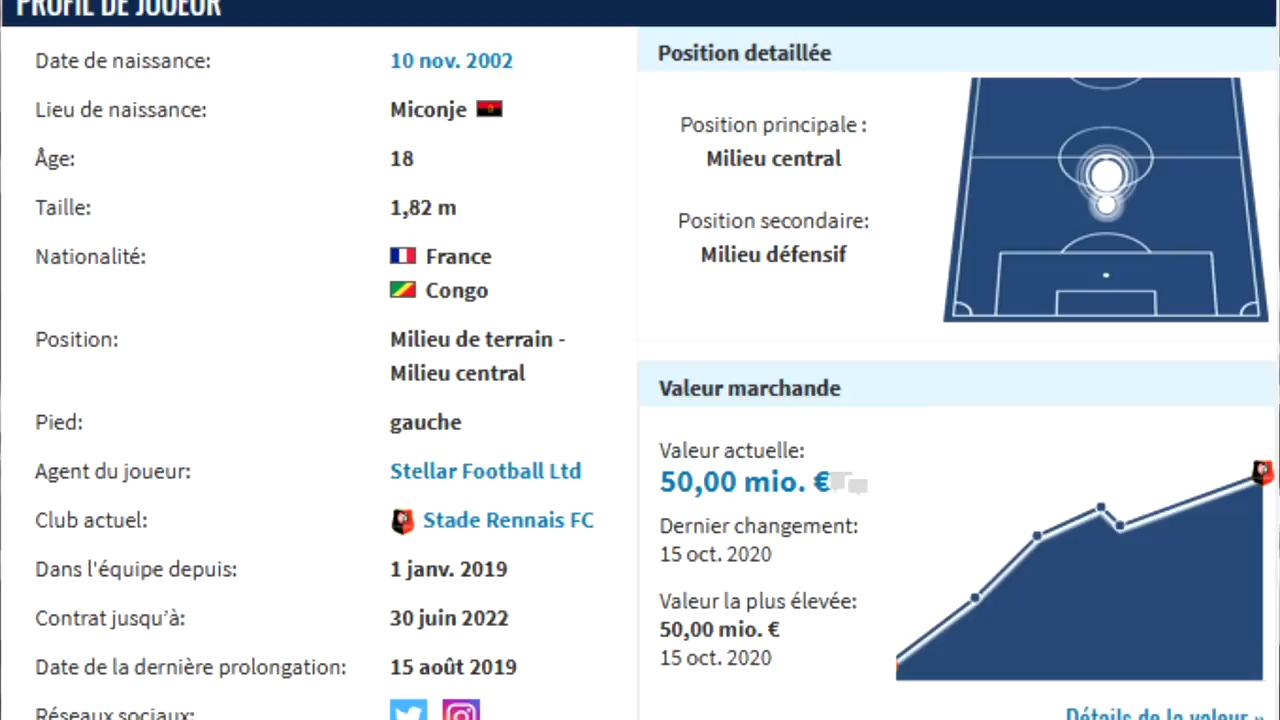 PROFIL DE JOUEUR
Date de naissance: 10 nov. 2002
Lieu de naissance: Miconje
Âge: 18
Taille: 1,82 m
Nationalité: France
Congo
Position: Milieu de terrain -
Milieu central
Pied: gauche
Agent du joueur: Stellar Football Ltd
Club actuel: Stade Rennais FC
Dans l'équipe depuis: 1 janv. 2019
Contrat jusqu’à: 30 juin 2022
Date de la dernière prolongation: 15 août 2019
Réseaux sociaux:
Position detaillée
Position principale :
Milieu central
Position secondaire:
Milieu défensif
Valeur marchande
Valeur actuelle:
50,00 mio. €
Dernier changement:
15 oct. 2020
Valeur la plus élevée:
50,00 mio. €
15 oct. 2020
Détails de la valeur »